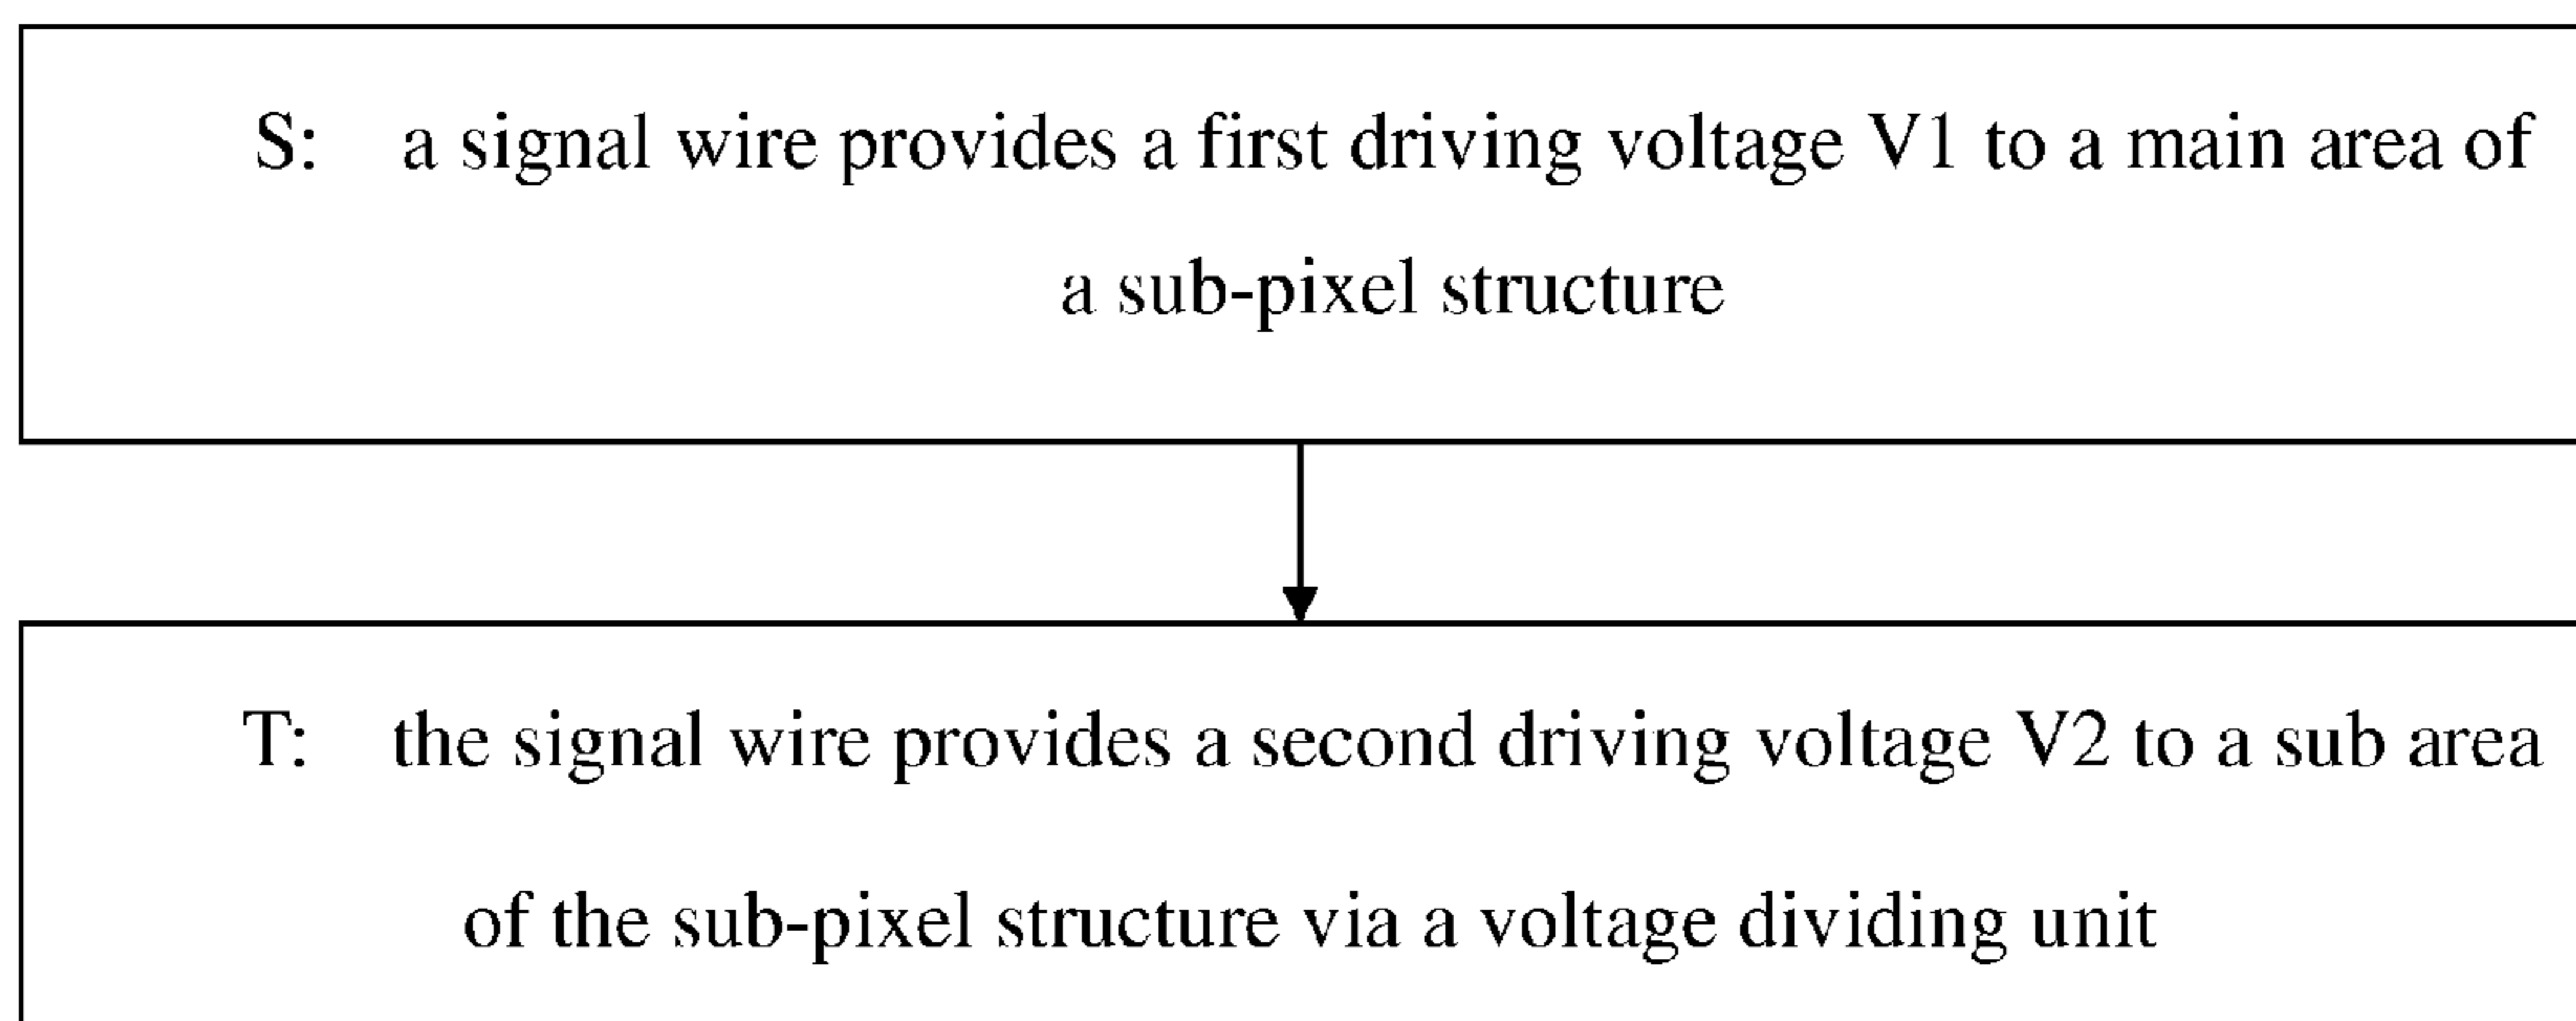 S: a signal wire provides a first driving voltage V1 to a main area of
a sub-pixel structure
T: the signal wire provides a second driving voltage V2 to a sub area
of the sub-pixel structure via a voltage dividing unit